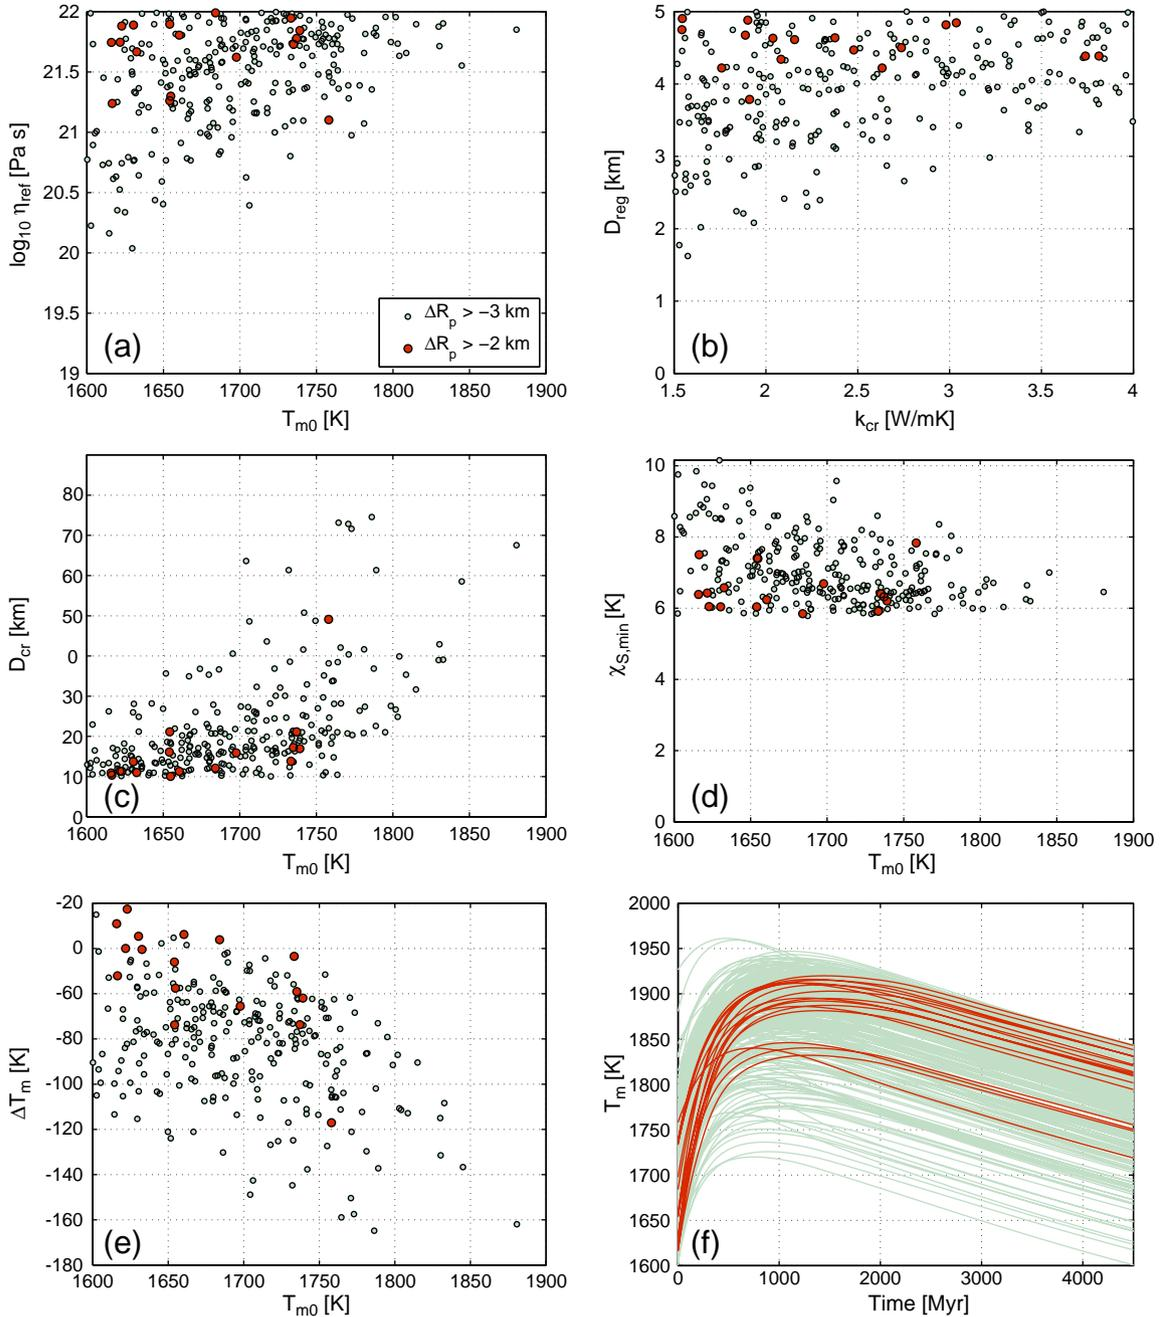 22
21.5
21
20.5
20
19.5
19
log₁₀ ηref [Pa s]
ΔRp > −3 km
ΔRp > −2 km
(a)
1600 1650 1700 1750 1800 1850 1900
Tm0 [K]
5
4
3
2
1
0
Dreg [km]
(b)
1.5 2 2.5 3 3.5 4
kcr [W/mK]
80
70
60
50
0
30
20
10
0
Dcr [km]
(c)
1600 1650 1700 1750 1800 1850 1900
Tm0 [K]
10
8
6
4
2
0
χS,min [K]
(d)
1600 1650 1700 1750 1800 1850 1900
Tm0 [K]
-20
0
-60
-80
-100
-120
-140
-160
-180
ΔTm [K]
(e)
1600 1650 1700 1750 1800 1850 1900
Tm0 [K]
2000
1950
1900
1850
1800
1750
1700
1650
1600
Tm [K]
(f)
0 1000 2000 3000 4000
Time [Myr]